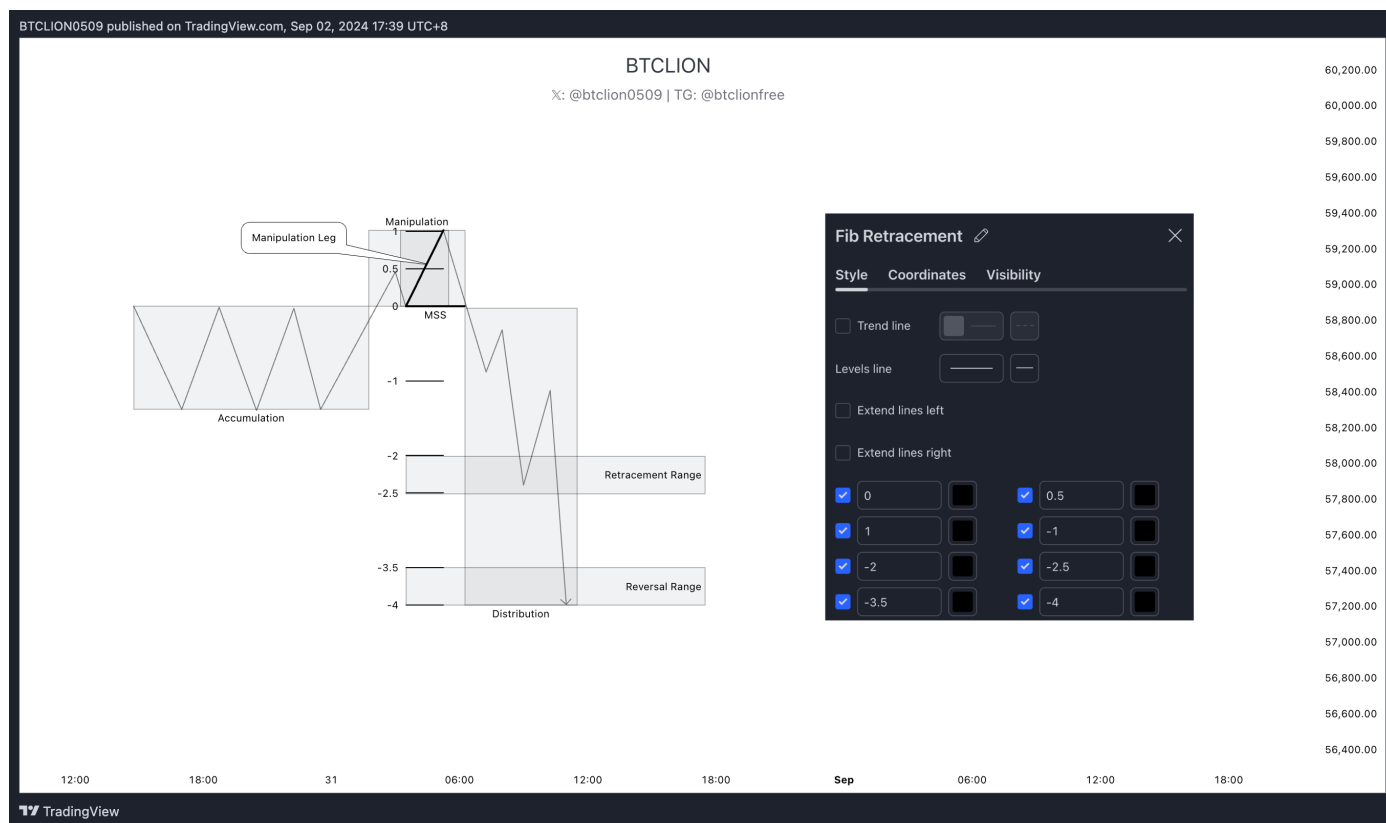 BTCLION0509 published on TradingView.com, Sep 02, 2024 17:39 UTC+8
BTCLION
𝕏: @btclion0509 | TG: @btclionfree
60,200.00
60,000.00
59,800.00
59,600.00
59,400.00
59,200.00
59,000.00
58,800.00
58,600.00
58,400.00
58,200.00
58,000.00
57,800.00
57,600.00
57,400.00
57,200.00
57,000.00
56,800.00
56,600.00
56,400.00
Manipulation
1
Manipulation Leg
0.5
0
MSS
-1
Accumulation
-2
Retracement Range
-2.5
-3.5
Reversal Range
-4
Distribution
Fib Retracement
Style Coordinates Visibility
Trend line
Levels line
Extend lines left
Extend lines right
0 0.5
1 -1
-2 -2.5
-3.5 -4
12:00 18:00 31 06:00 12:00 18:00 Sep 06:00 12:00 18:00
TradingView